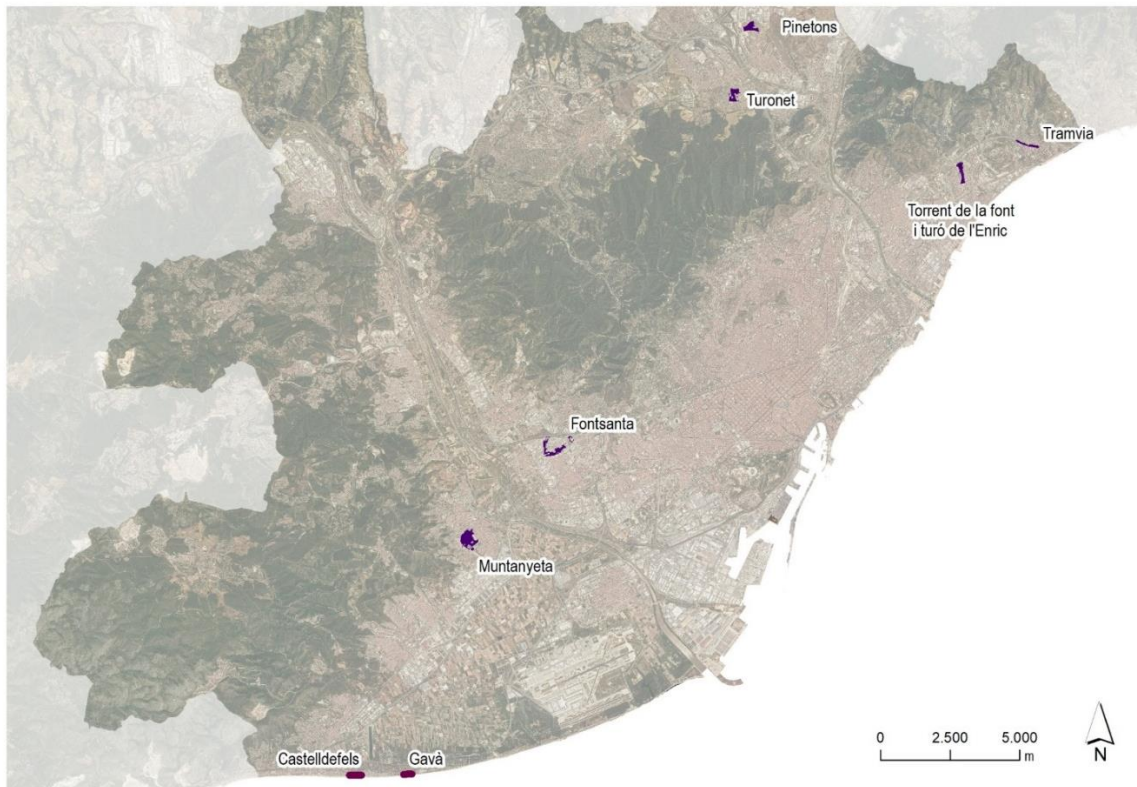 Pinetons
Turonet
Tramvia
Torrent de la font
i turó de l'Enric
Fontsanta
Muntanyeta
Castelldefels
Gavà
0 2.500 5.000
m
N